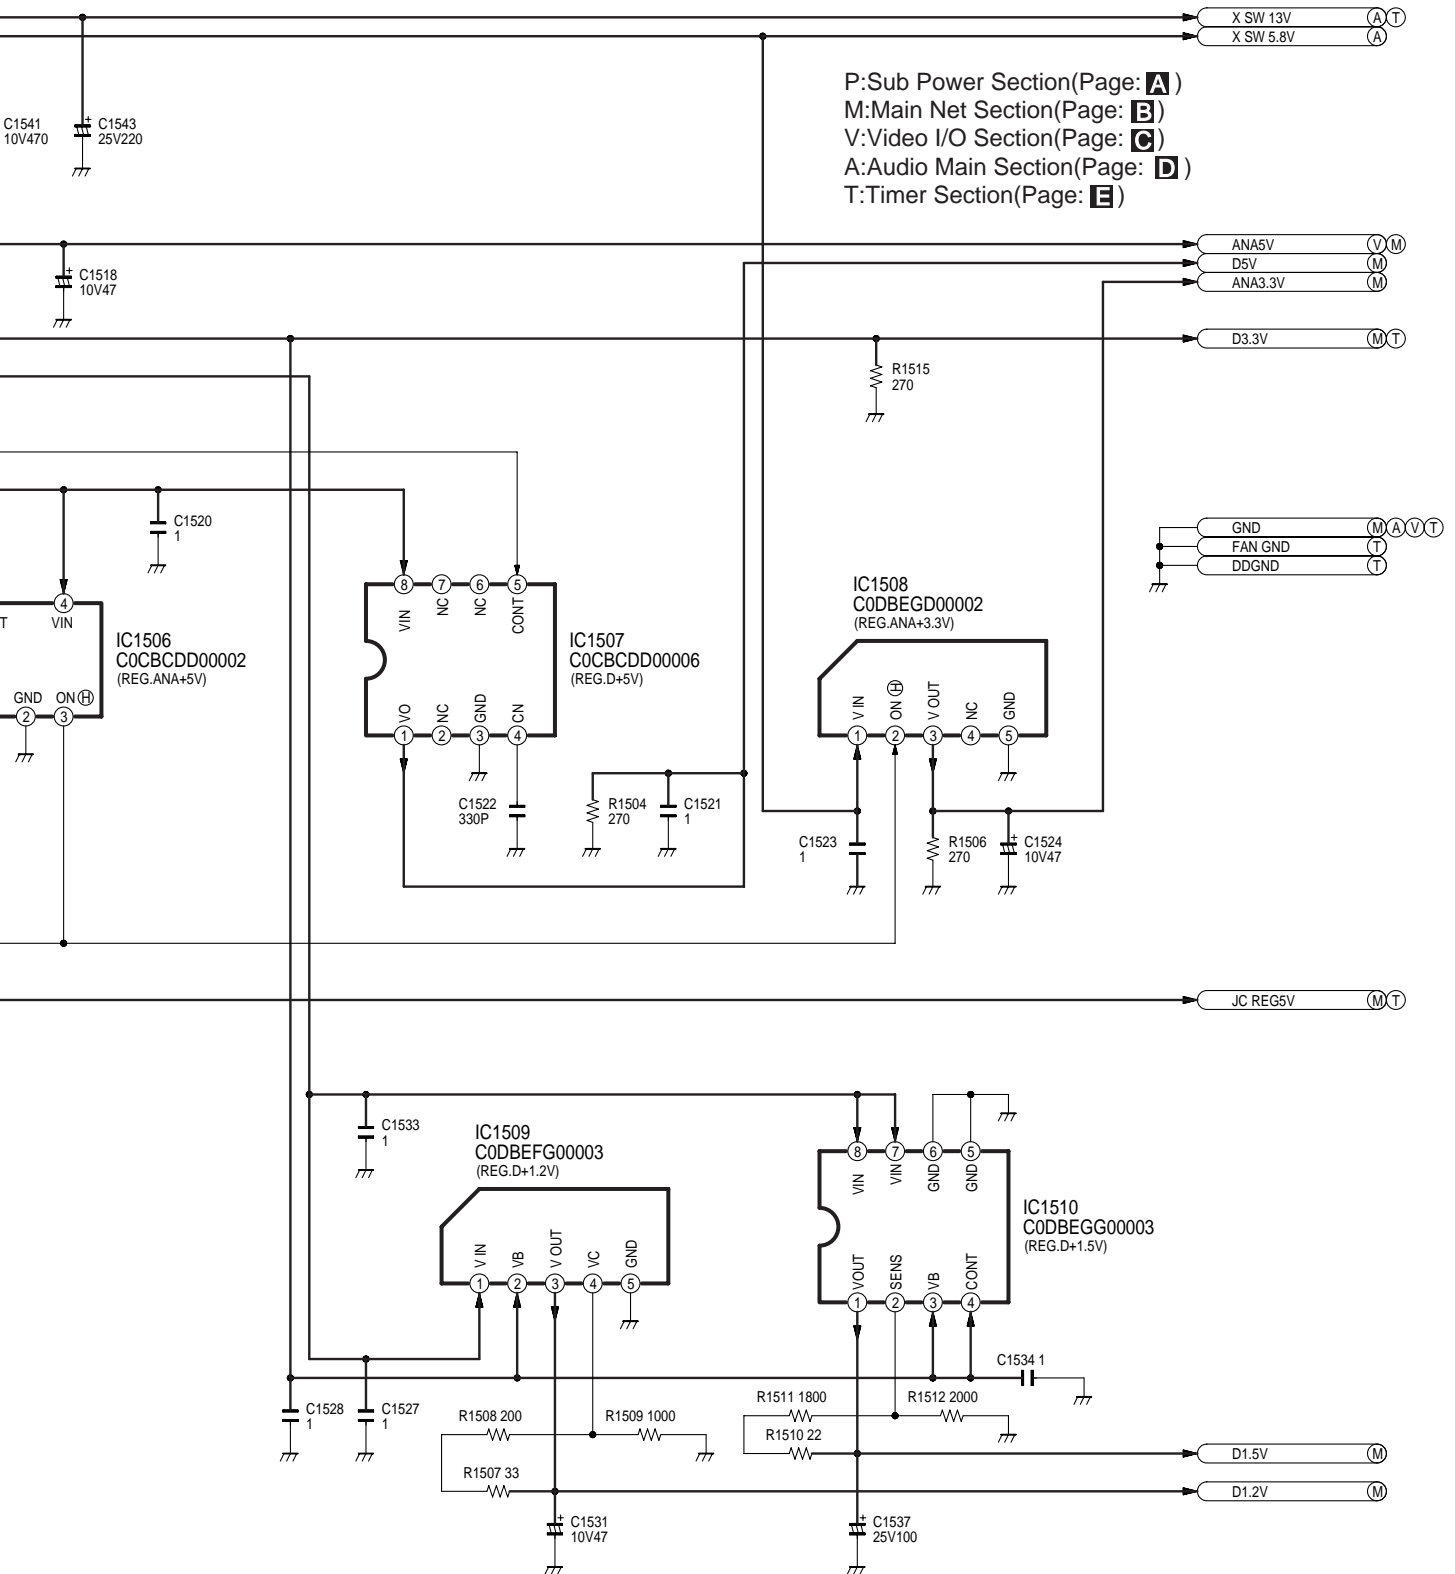 X SW 13V A T
X SW 5.8V A
P:Sub Power Section(Page: A )
M:Main Net Section(Page: B )
V:Video I/O Section(Page: C )
A:Audio Main Section(Page: D )
T:Timer Section(Page: E )
C1541
10V470
+ C1543
25V220
ANA5V V M
D5V M
ANA3.3V M
+ C1518
10V47
D3.3V M T
R1515
270
C1520
1
GND M A V T
FAN GND T
DDGND T
T
4
VIN
IC1506
C0CBCDD00002
(REG.ANA+5V)
GND ON H
2 3
8 7 6 5
VIN NC NC CONT
IC1507
C0CBCDD00006
(REG.D+5V)
VO NC GND CN
1 2 3 4
C1522
330P
R1504
270
C1521
1
IC1508
C0DBEGD00002
(REG.ANA+3.3V)
V IN ON H V OUT NC GND
1 2 3 4 5
C1523
1
R1506
270
+ C1524
10V47
JC REG5V M T
C1533
1
IC1509
C0DBEFG00003
(REG.D+1.2V)
V IN VB V OUT VC GND
1 2 3 4 5
8 7 6 5
VIN VIN GND GND
IC1510
C0DBEGG00003
(REG.D+1.5V)
VOUT SENS VB CONT
1 2 3 4
C1534 1
C1528
1
C1527
1
R1508 200
R1509 1000
R1507 33
R1511 1800
R1512 2000
R1510 22
D1.5V M
D1.2V M
+ C1531
10V47
+ C1537
25V100